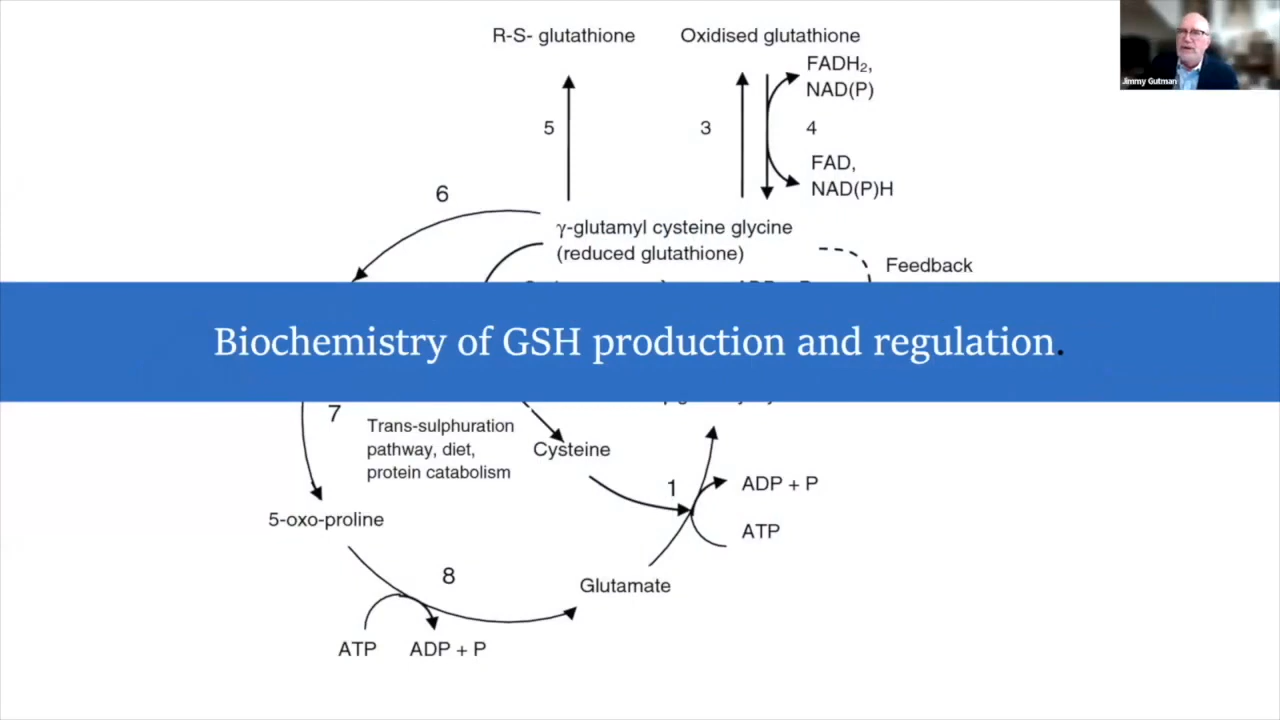 R-S- glutathione
Oxidised glutathione
Jimmy Gutman
FADH₂,
NAD(P)
5
3
4
FAD,
NAD(P)H
6
γ-glutamyl cysteine glycine
(reduced glutathione)
Feedback
Biochemistry of GSH production and regulation.
7
Trans-sulphuration
pathway, diet,
protein catabolism
Cysteine
1
ADP + P
ATP
5-oxo-proline
8
Glutamate
ATP
ADP + P